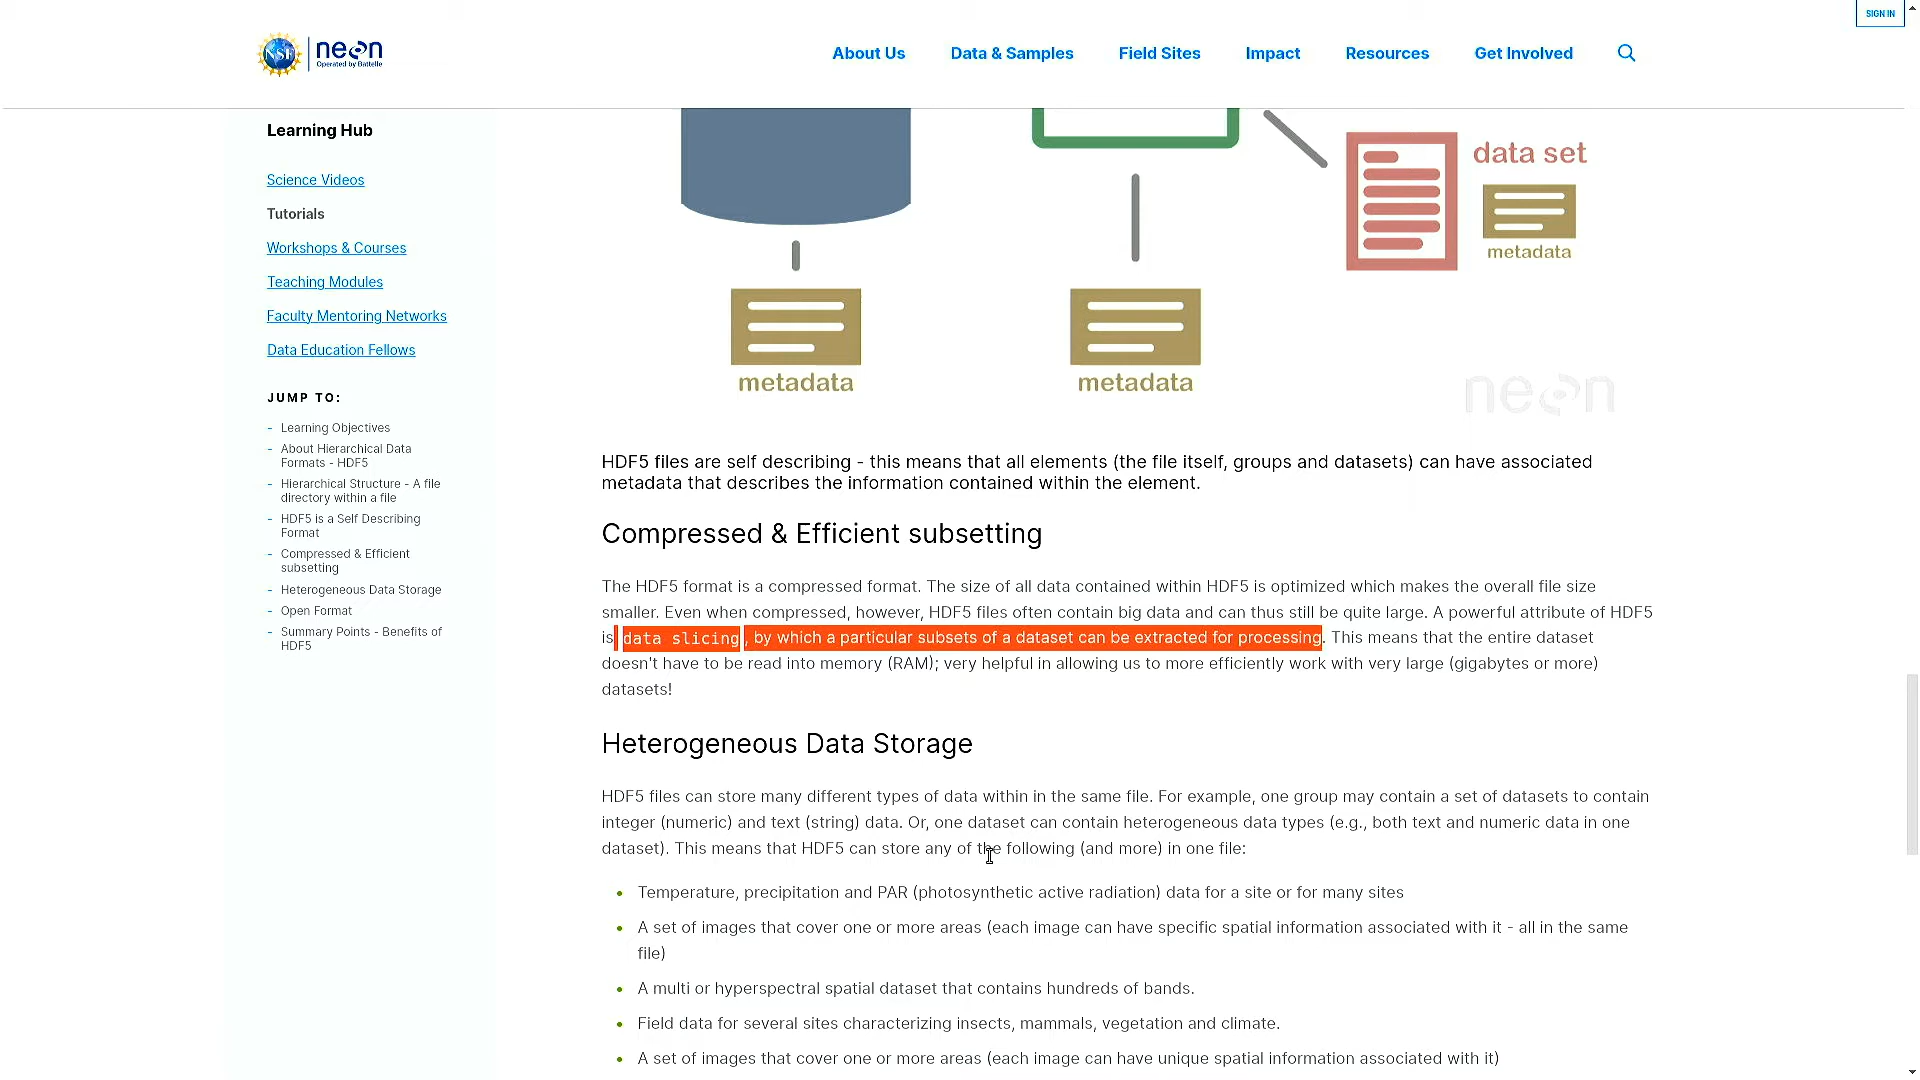 SIGN IN
NSF
neon
Operated by Battelle
About Us
Data & Samples
Field Sites
Impact
Resources
Get Involved
Learning Hub
Science Videos
Tutorials
Workshops & Courses
Teaching Modules
Faculty Mentoring Networks
Data Education Fellows
JUMP TO:
- Learning Objectives
- About Hierarchical Data
Formats - HDF5
- Hierarchical Structure - A file
directory within a file
- HDF5 is a Self Describing
Format
- Compressed & Efficient
subsetting
- Heterogeneous Data Storage
- Open Format
- Summary Points - Benefits of
HDF5
data set
metadata
metadata
metadata
neon
HDF5 files are self describing - this means that all elements (the file itself, groups and datasets) can have associated
metadata that describes the information contained within the element.
Compressed & Efficient subsetting
The HDF5 format is a compressed format. The size of all data contained within HDF5 is optimized which makes the overall file size
smaller. Even when compressed, however, HDF5 files often contain big data and can thus still be quite large. A powerful attribute of HDF5
is data slicing, by which a particular subsets of a dataset can be extracted for processing. This means that the entire dataset
doesn't have to be read into memory (RAM); very helpful in allowing us to more efficiently work with very large (gigabytes or more)
datasets!
Heterogeneous Data Storage
HDF5 files can store many different types of data within in the same file. For example, one group may contain a set of datasets to contain
integer (numeric) and text (string) data. Or, one dataset can contain heterogeneous data types (e.g., both text and numeric data in one
dataset). This means that HDF5 can store any of the following (and more) in one file:
• Temperature, precipitation and PAR (photosynthetic active radiation) data for a site or for many sites
• A set of images that cover one or more areas (each image can have specific spatial information associated with it - all in the same
file)
• A multi or hyperspectral spatial dataset that contains hundreds of bands.
• Field data for several sites characterizing insects, mammals, vegetation and climate.
• A set of images that cover one or more areas (each image can have unique spatial information associated with it)